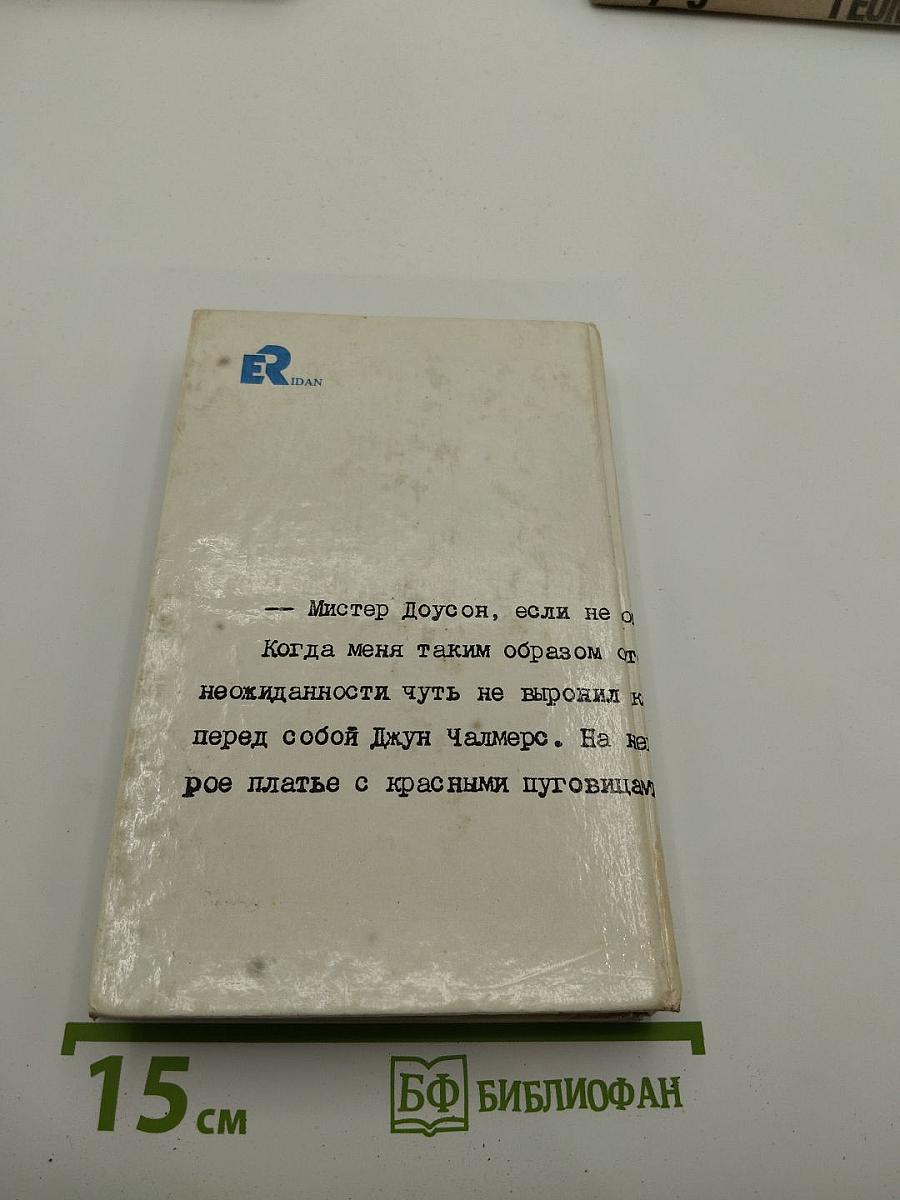 ERIDAN
-- Мистер Доусон, если не
Когда меня таким образом
неожиданности чуть не выронил
перед собой Джун Чалмерс. На
рое платье с красными пуговицами
15 см
БФ БИБЛИОФАН